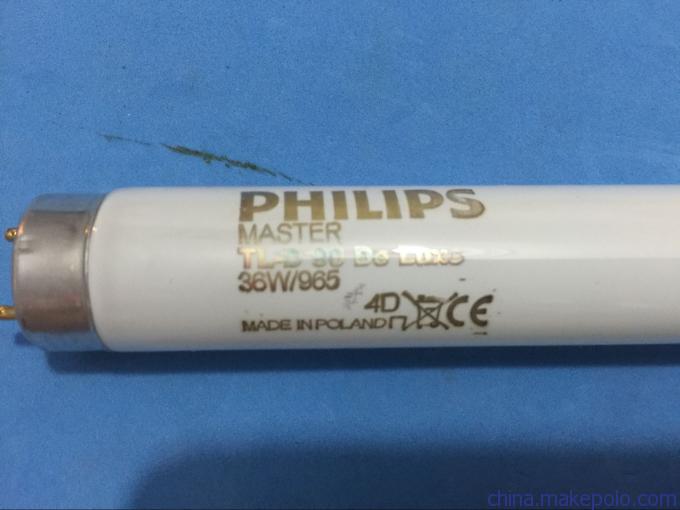 PHILIPS
MASTER
TL-D 90 De Luxe
36W/965
4D
MADE IN POLAND CE
china.makepolo.com